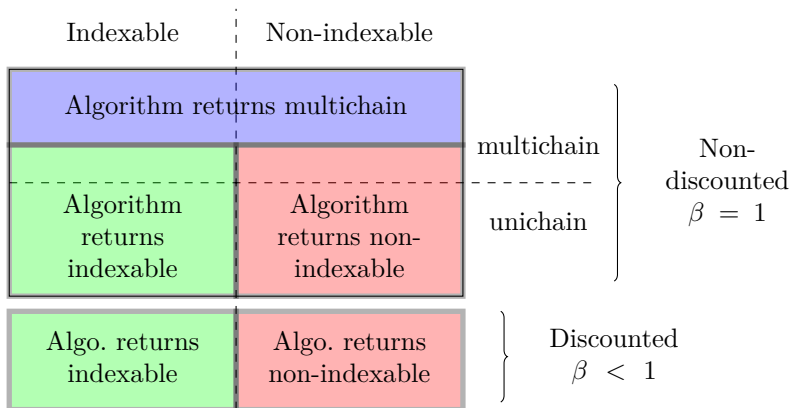 Indexable
Non-indexable
Algorithm returns multichain
multichain
Non-
discounted
β = 1
Algorithm
returns
indexable
Algorithm
returns non-
indexable
unichain
Algo. returns
indexable
Algo. returns
non-indexable
Discounted
β < 1